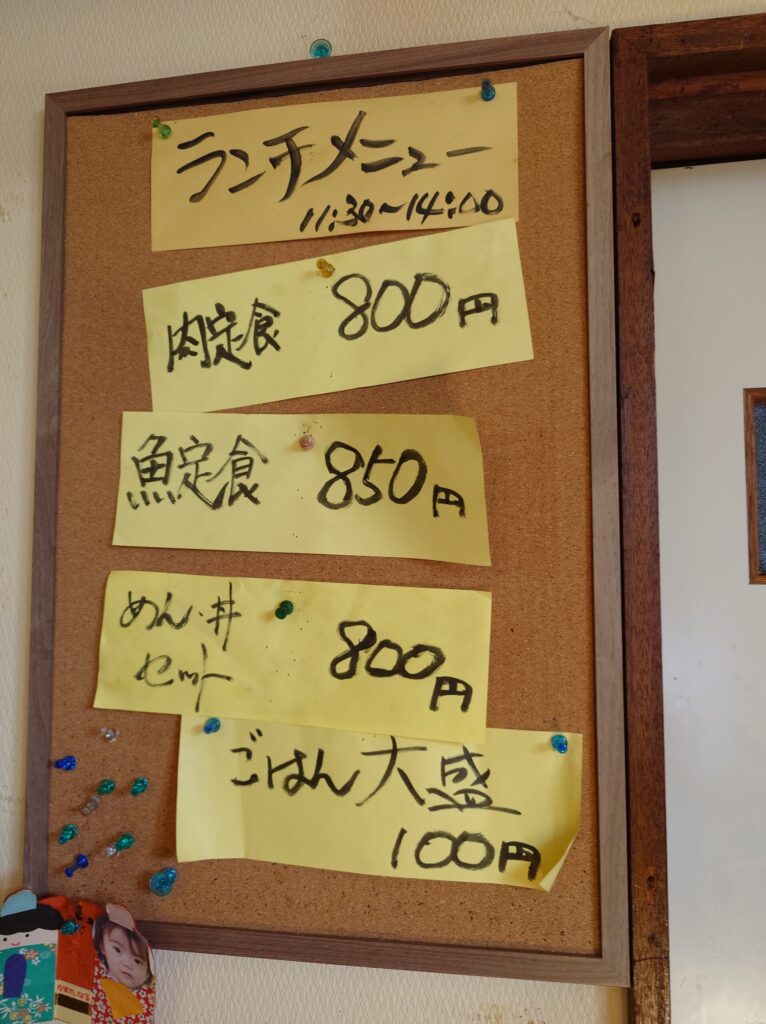 ランチメニュー
11:30〜14:00
肉定食 800円
魚定食 850円
めん・丼
セット 800円
ごはん大盛
100円